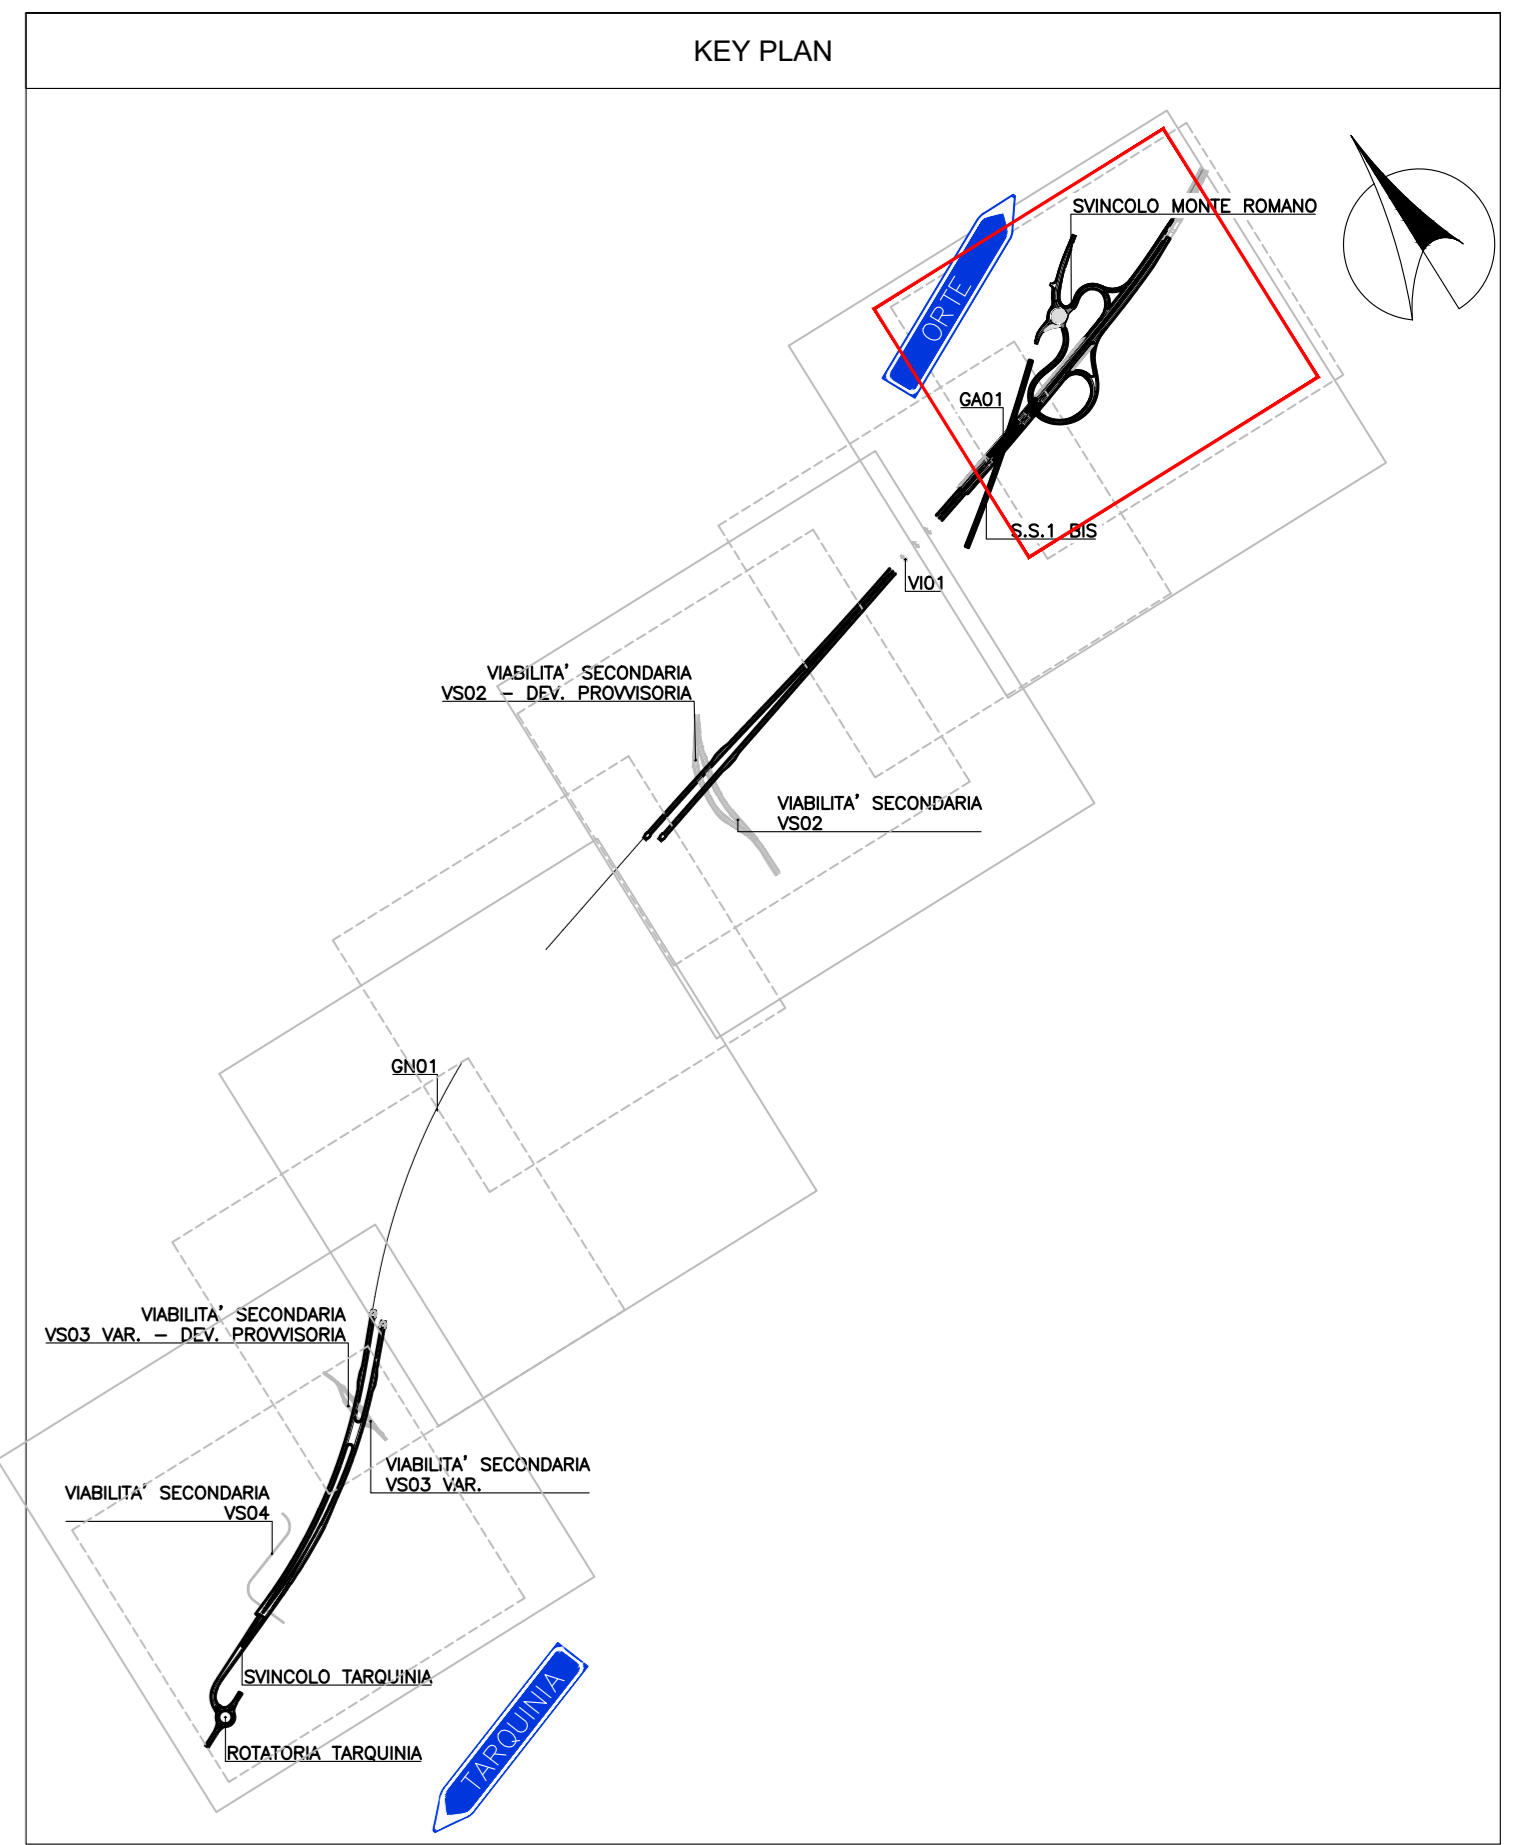 KEY PLAN
SVINCOLO MONTE ROMANO
ORTE
GA01
S.S.1 BIS
VI01
VIABILITA' SECONDARIA
VS02 - DEV. PROVVISORIA
VIABILITA' SECONDARIA
VS02
GN01
VIABILITA' SECONDARIA
VS03 VAR. - DEV. PROVVISORIA
VIABILITA' SECONDARIA
VS03 VAR.
VIABILITA' SECONDARIA
VS04
SVINCOLO TARQUINIA
TARQUINIA
ROTATORIA TARQUINIA